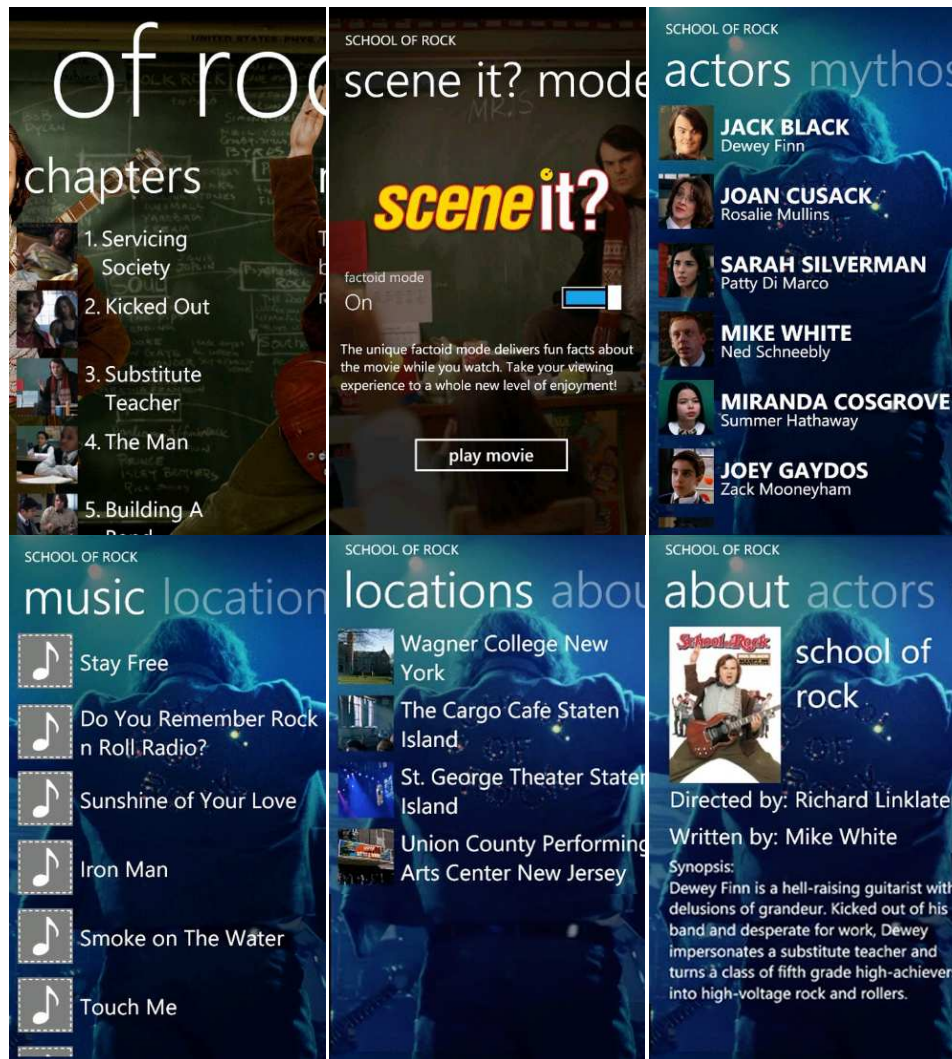 of roc
chapters
1. Servicing
Society
2. Kicked Out
3. Substitute
Teacher
4. The Man
5. Building A
Band
SCHOOL OF ROCK
scene it? mode
scene it?
factoid mode
On
The unique factoid mode delivers fun facts about
the movie while you watch. Take your viewing
experience to a whole new level of enjoyment!
play movie
SCHOOL OF ROCK
actors mythos
JACK BLACK
Dewey Finn
JOAN CUSACK
Rosalie Mullins
SARAH SILVERMAN
Patty Di Marco
MIKE WHITE
Ned Schneebly
MIRANDA COSGROVE
Summer Hathaway
JOEY GAYDOS
Zack Mooneyham
SCHOOL OF ROCK
music location
Stay Free
Do You Remember Rock
n Roll Radio?
Sunshine of Your Love
Iron Man
Smoke on The Water
Touch Me
SCHOOL OF ROCK
locations abou
Wagner College New
York
The Cargo Cafe Staten
Island
St. George Theater Staten
Island
Union County Performing
Arts Center New Jersey
SCHOOL OF ROCK
about actors
School of Rock
school of
rock
Directed by: Richard Linklate
Written by: Mike White
Synopsis:
Dewey Finn is a hell-raising guitarist with
delusions of grandeur. Kicked out of his
band and desperate for work, Dewey
impersonates a substitute teacher and
turns a class of fifth grade high-achiever
into high-voltage rock and rollers.